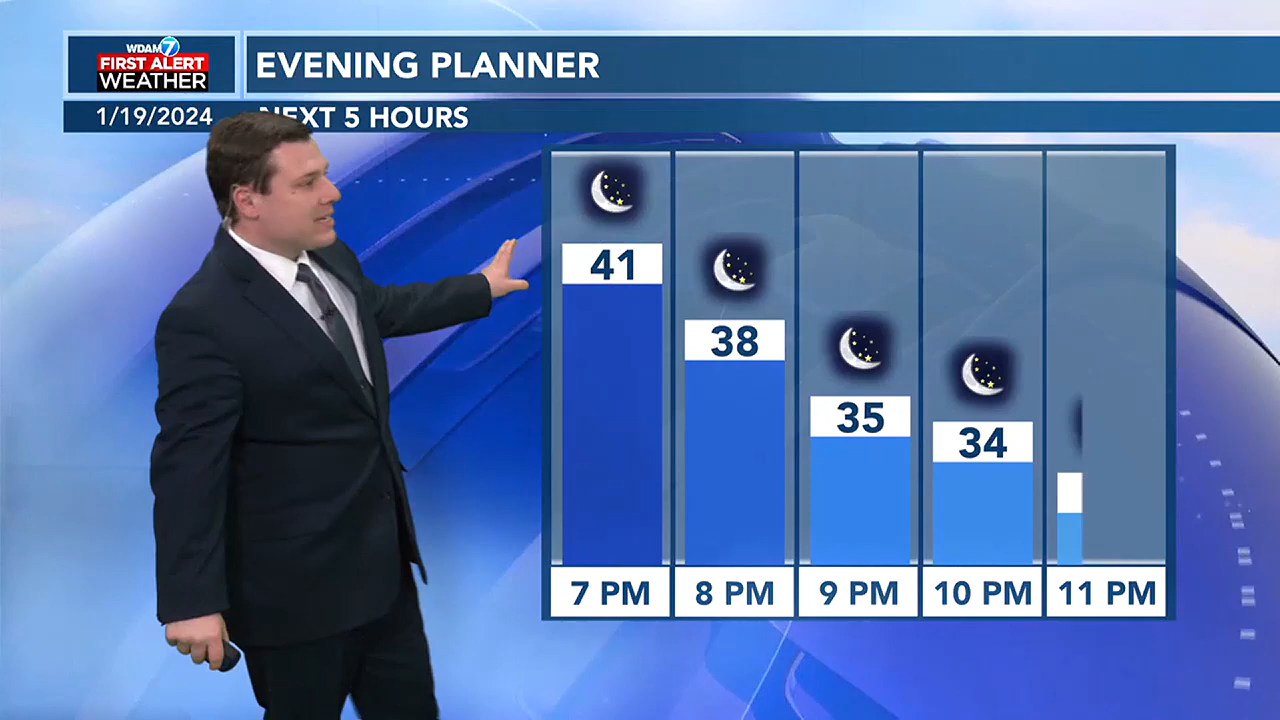 WDAM 7
FIRST ALERT
WEATHER
EVENING PLANNER
1/19/2024
NEXT 5 HOURS
41
38
35
34
7 PM
8 PM
9 PM
10 PM
11 PM